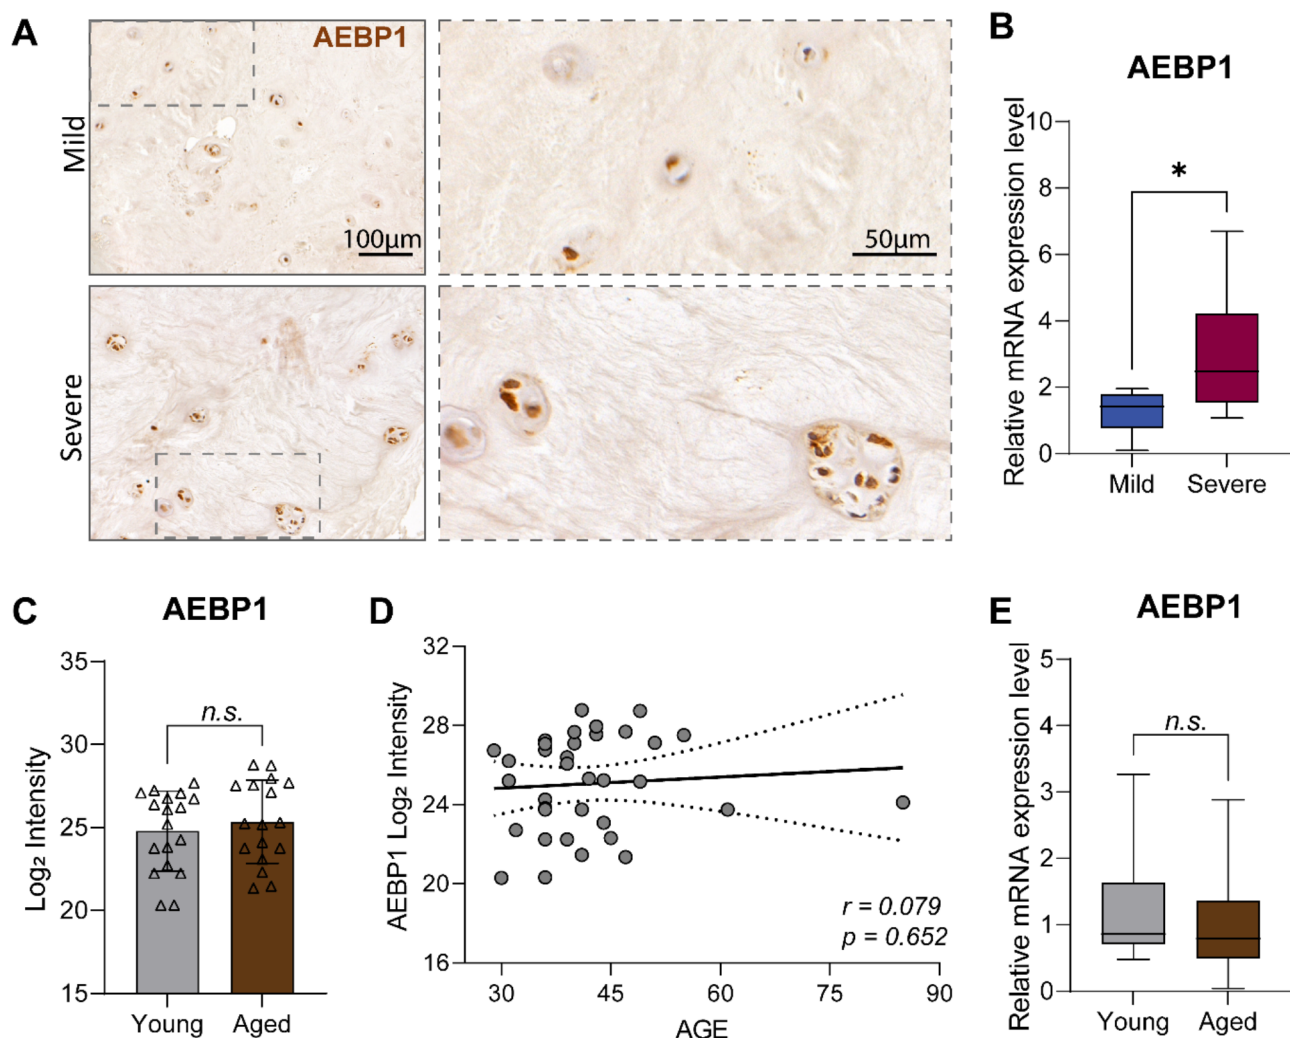 A
AEBP1
Mild
100µm
50µm
Severe
B
AEBP1
Relative mRNA expression level
10
8
6
4
2
0
*
Mild
Severe
C
AEBP1
Log₂ Intensity
35
30
25
20
15
n.s.
Young
Aged
D
AEBP1 Log₂ Intensity
32
28
24
20
16
r = 0.079
p = 0.652
30
45
60
75
90
AGE
E
AEBP1
Relative mRNA expression level
5
4
3
2
1
0
n.s.
Young
Aged